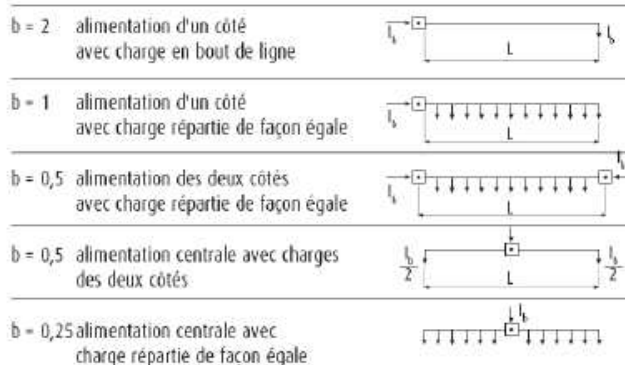 b = 2 alimentation d'un côté
avec charge en bout de ligne
I_b
I_b
L
b = 1 alimentation d'un côté
avec charge répartie de façon égale
I_b
L
b = 0,5 alimentation des deux côtés
avec charge répartie de façon égale
I_b
I_b
L
b = 0,5 alimentation centrale avec charges
des deux côtés
I_b/2
I_b/2
L
b = 0,25 alimentation centrale avec
charge répartie de façon égale
I_b